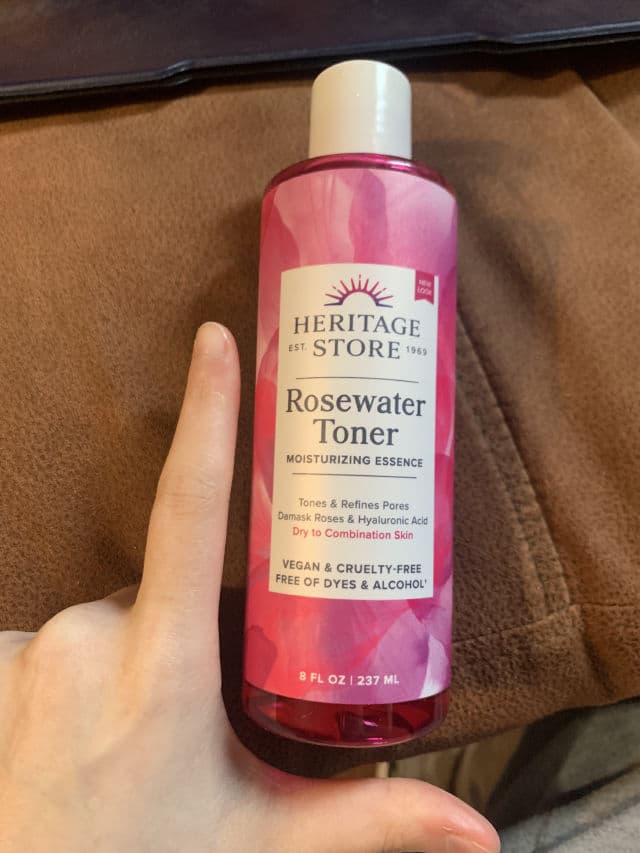 NEW
LOOK
HERITAGE
EST. STORE 1969
Rosewater
Toner
MOISTURIZING ESSENCE
Tones & Refines Pores
Damask Roses & Hyaluronic Acid
Dry to Combination Skin
VEGAN & CRUELTY-FREE
FREE OF DYES & ALCOHOL†
8 FL OZ | 237 ML